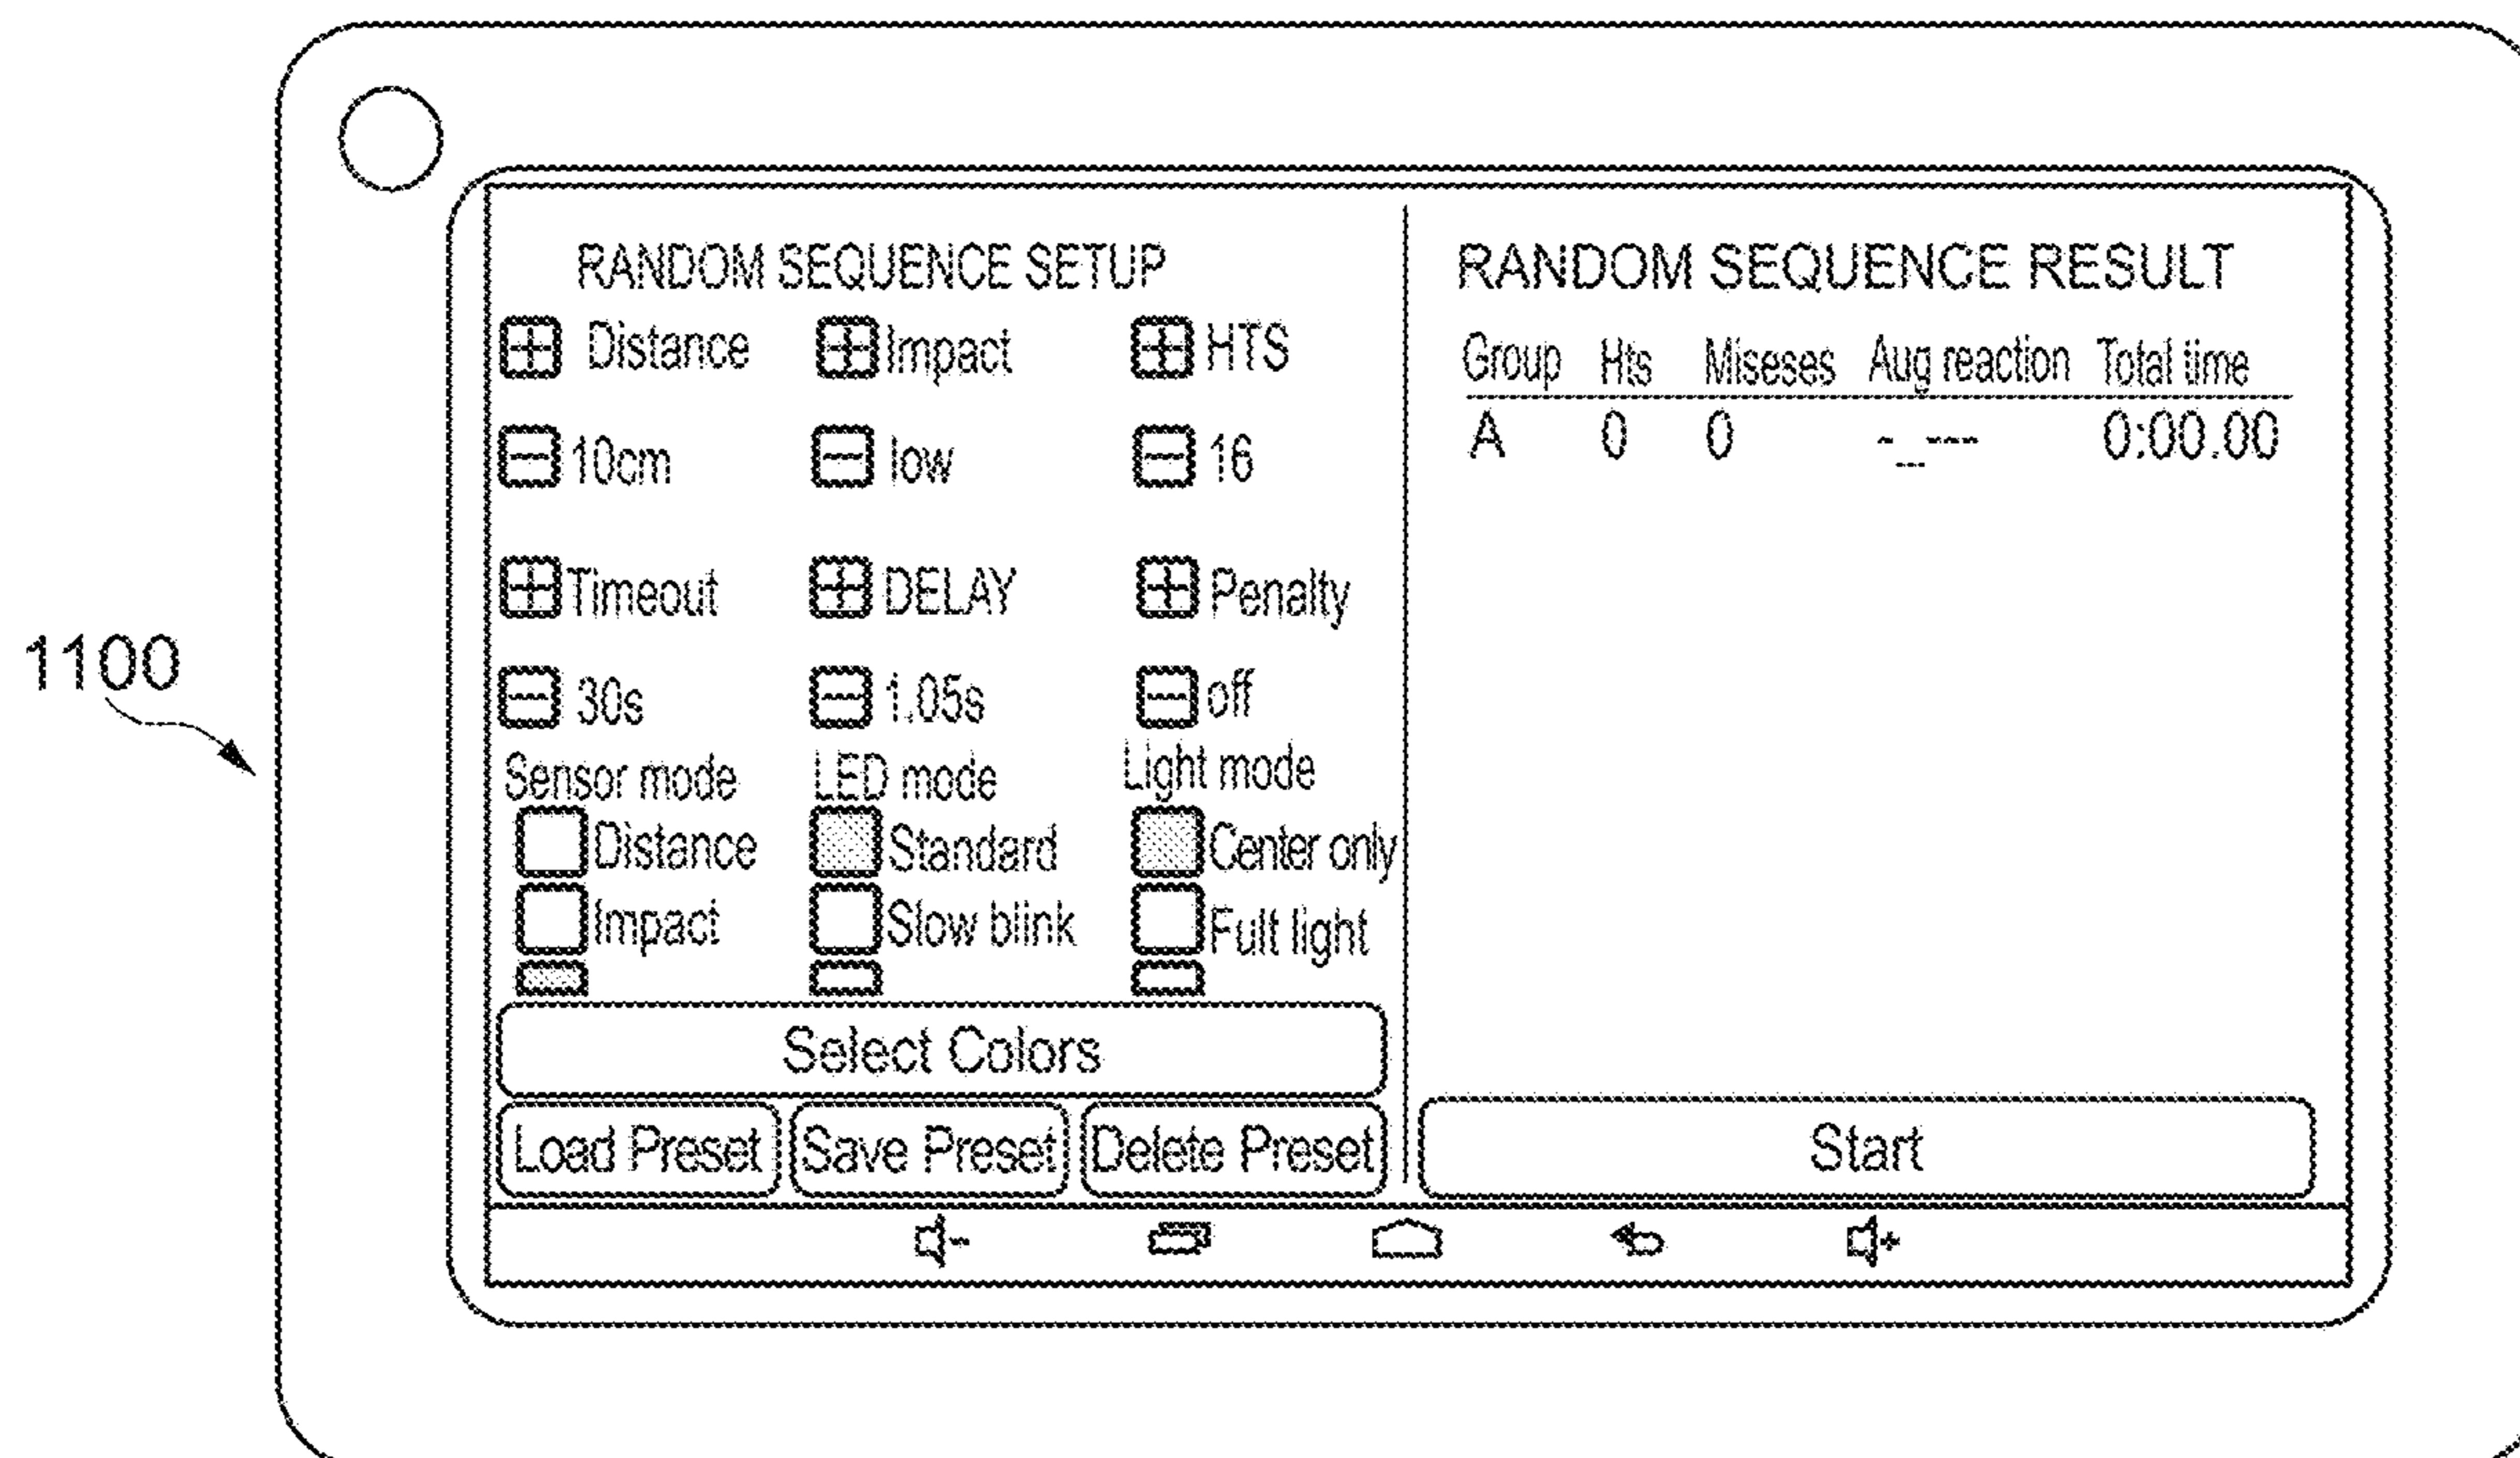 RANDOM SEQUENCE SETUP
Distance Impact HTS
10cm low 16
Timeout DELAY Penalty
30s 1.05s off
Sensor mode LED mode Light mode
Distance Standard Center only
Impact Slow blink Fult light
Select Colors
Load Preset Save Preset Delete Preset
RANDOM SEQUENCE RESULT
Group Hts Miseses Aug reaction Total time
A 0 0 -_--- 0:00.00
Start
1100